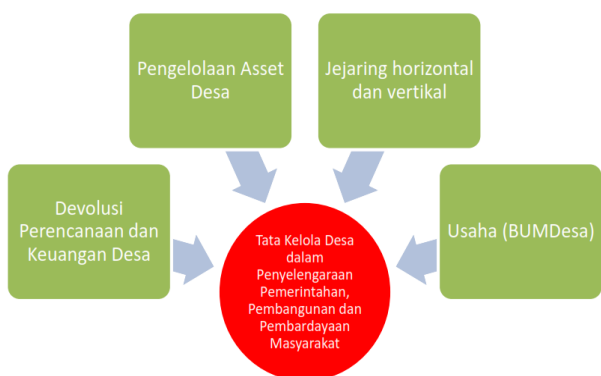 Pengelolaan Asset
Desa
Jejaring horizontal
dan vertikal
Devolusi
Perencanaan dan
Keuangan Desa
Usaha (BUMDesa)
Tata Kelola Desa
dalam
Penyelengaraan
Pemerintahan,
Pembangunan dan
Pembardayaan
Masyarakat